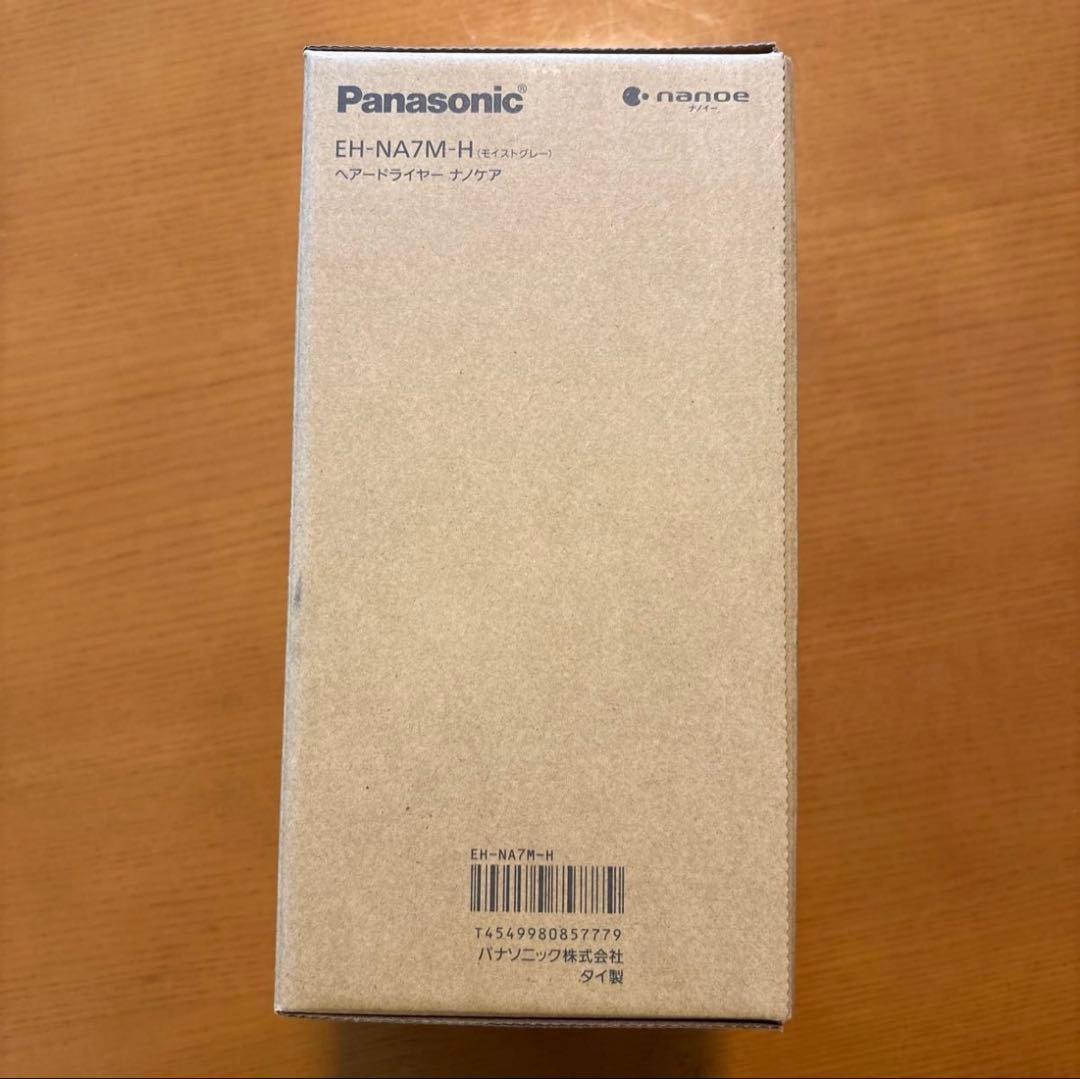 Panasonic®
nanoe
ナノイー
EH-NA7M-H(モイストグレー)
ヘアードライヤー ナノケア
EH-NA7M-H
T4549980857779
パナソニック株式会社
タイ製